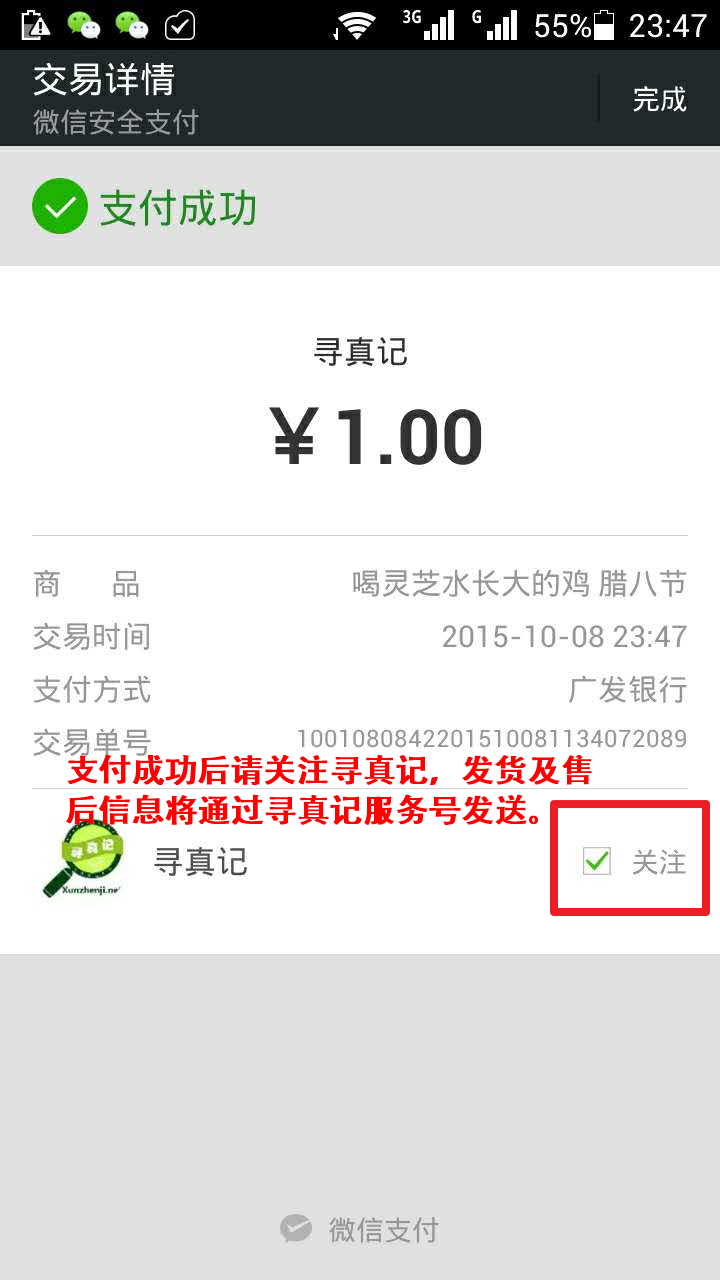 3G G 55% 23:47
交易详情
微信安全支付
完成
支付成功
寻真记
¥1.00
商 品 喝灵芝水长大的鸡 腊八节
交易时间 2015-10-08 23:47
支付方式 广发银行
交易单号 1001080842201510081134072089
支付成功后请关注寻真记，发货及售
后信息将通过寻真记服务号发送。
寻真记
Xunzhenji.net
寻真记 关注
微信支付